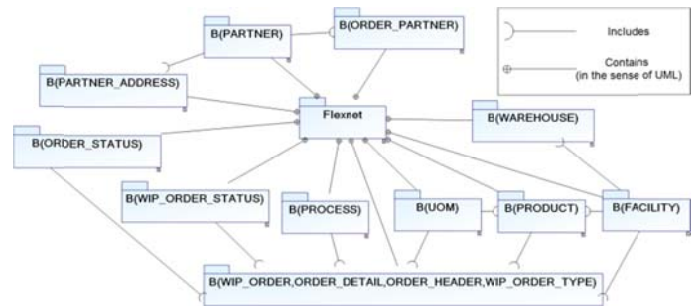 B(PARTNER)
B(ORDER_PARTNER)
Includes
Contains
(in the sense of UML)
B(PARTNER_ADDRESS)
Flexnet
B(WAREHOUSE)
B(ORDER_STATUS)
B(WIP_ORDER_STATUS)
B(PROCESS)
B(UOM)
B(PRODUCT)
B(FACILITY)
B(WIP_ORDER,ORDER_DETAIL,ORDER_HEADER,WIP_ORDER_TYPE)